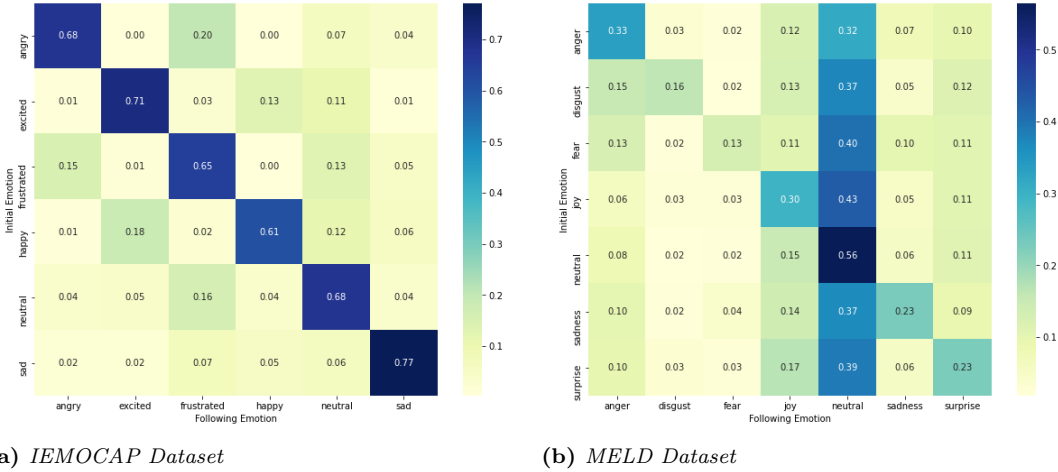 angry 0.68 0.00 0.20 0.00 0.07 0.04
excited 0.01 0.71 0.03 0.13 0.11 0.01
frustrated 0.15 0.01 0.65 0.00 0.13 0.05
happy 0.01 0.18 0.02 0.61 0.12 0.06
neutral 0.04 0.05 0.16 0.04 0.68 0.04
sad 0.02 0.02 0.07 0.05 0.06 0.77
Initial Emotion
angry excited frustrated happy neutral sad
Following Emotion
0.7
0.6
0.5
0.4
0.3
0.2
0.1
a) IEMOCAP Dataset
anger 0.33 0.03 0.02 0.12 0.32 0.07 0.10
disgust 0.15 0.16 0.02 0.13 0.37 0.05 0.12
fear 0.13 0.02 0.13 0.11 0.40 0.10 0.11
joy 0.06 0.03 0.03 0.30 0.43 0.05 0.11
neutral 0.08 0.02 0.02 0.15 0.56 0.06 0.11
sadness 0.10 0.02 0.04 0.14 0.37 0.23 0.09
surprise 0.10 0.03 0.03 0.17 0.39 0.06 0.23
Initial Emotion
anger disgust fear joy neutral sadness surprise
Following Emotion
0.5
0.4
0.3
0.2
0.1
(b) MELD Dataset